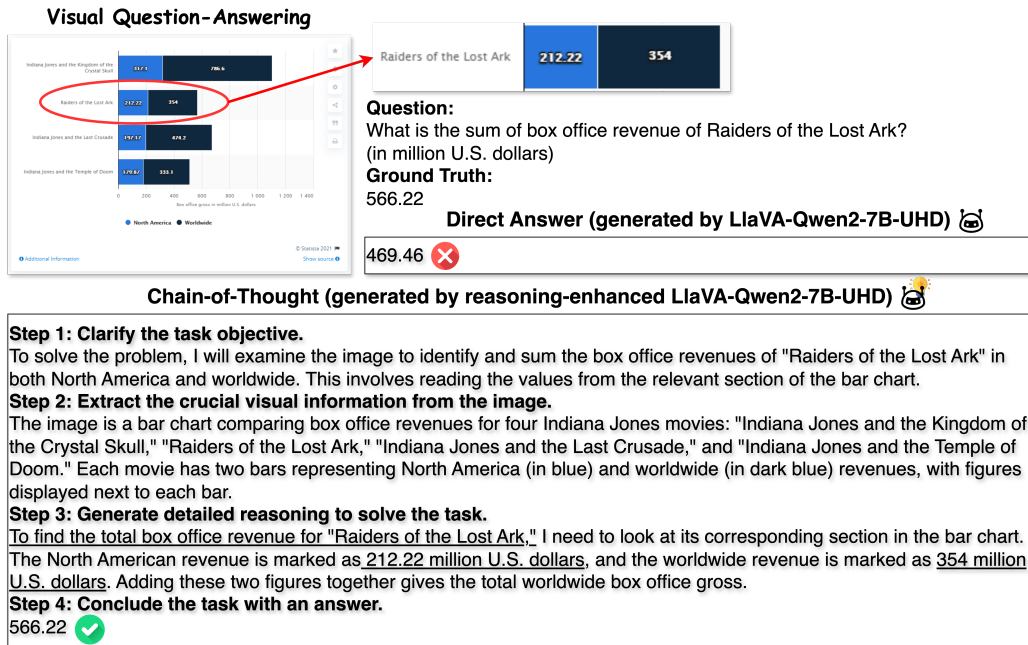 Visual Question-Answering
Indiana Jones and the Kingdom of the
Crystal Skull
317.1
786.6
Raiders of the Lost Ark
212.22
354
Indiana Jones and the Last Crusade
197.17
474.2
Indiana Jones and the Temple of Doom
179.87
333.1
0 200 400 600 800 1 000 1 200 1 400
Box office gross in million U.S. dollars
North America Worldwide
© Statista 2021
Additional Information
Show source
Raiders of the Lost Ark
212.22
354
Question:
What is the sum of box office revenue of Raiders of the Lost Ark?
(in million U.S. dollars)
Ground Truth:
566.22
Direct Answer (generated by LlaVA-Qwen2-7B-UHD)
469.46
Chain-of-Thought (generated by reasoning-enhanced LlaVA-Qwen2-7B-UHD)
Step 1: Clarify the task objective.
To solve the problem, I will examine the image to identify and sum the box office revenues of "Raiders of the Lost Ark" in
both North America and worldwide. This involves reading the values from the relevant section of the bar chart.
Step 2: Extract the crucial visual information from the image.
The image is a bar chart comparing box office revenues for four Indiana Jones movies: "Indiana Jones and the Kingdom of
the Crystal Skull," "Raiders of the Lost Ark," "Indiana Jones and the Last Crusade," and "Indiana Jones and the Temple of
Doom." Each movie has two bars representing North America (in blue) and worldwide (in dark blue) revenues, with figures
displayed next to each bar.
Step 3: Generate detailed reasoning to solve the task.
To find the total box office revenue for "Raiders of the Lost Ark," I need to look at its corresponding section in the bar chart.
The North American revenue is marked as 212.22 million U.S. dollars, and the worldwide revenue is marked as 354 million
U.S. dollars. Adding these two figures together gives the total worldwide box office gross.
Step 4: Conclude the task with an answer.
566.22